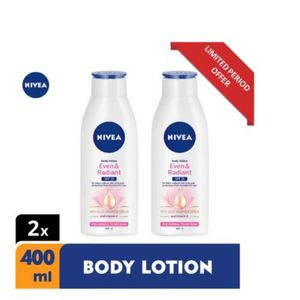 LIMITED PERIOD
OFFER
NIVEA
NIVEA
Body lotion
Even &
Radiant
NIVEA
Body lotion
Even &
Radiant
2x
400
ml
BODY LOTION